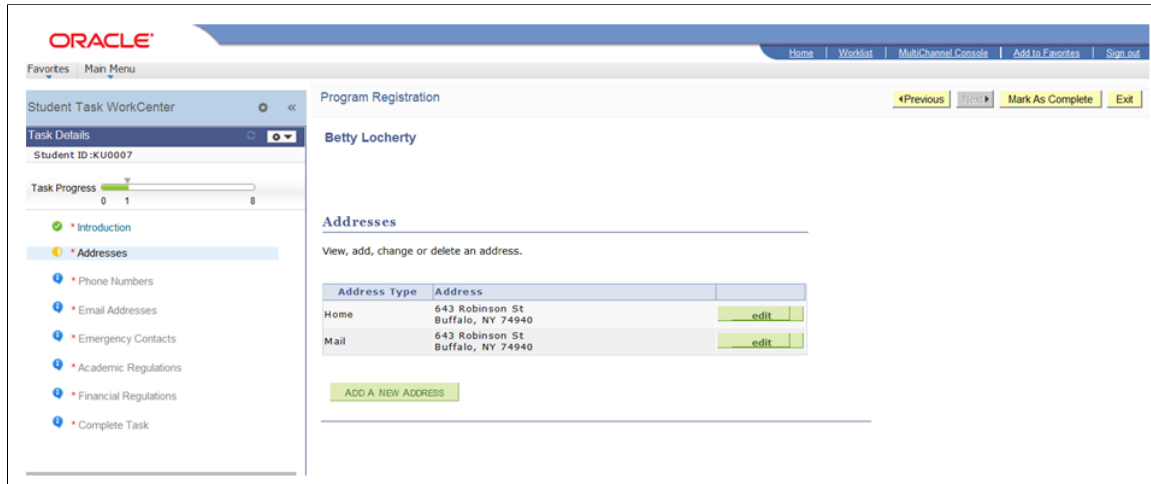 ORACLE'
Home | Worklist | MultiChannel Console | Add to Favorites | Sign out
Favorites Main Menu
Student Task WorkCenter «
Program Registration
Previous Next Mark As Complete Exit
Task Details
Betty Locherty
Student ID:KU0007
Task Progress
0 1 8
* Introduction
* Addresses
* Phone Numbers
* Email Addresses
* Emergency Contacts
* Academic Regulations
* Financial Regulations
* Complete Task
Addresses
View, add, change or delete an address.
Address Type Address
Home 643 Robinson St
Buffalo, NY 74940 edit
Mail 643 Robinson St
Buffalo, NY 74940 edit
ADD A NEW ADDRESS